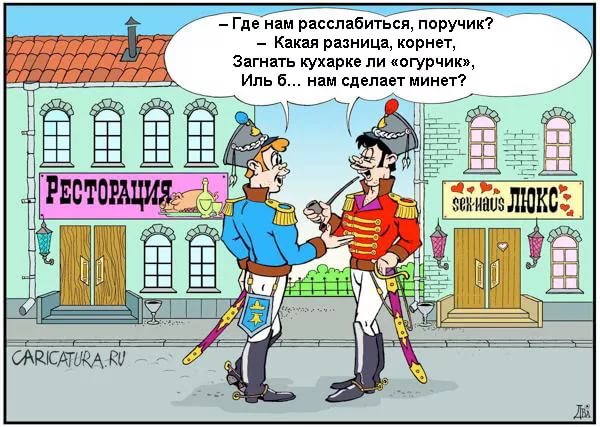 – Где нам расслабиться, поручик?
– Какая разница, корнет,
Загнать кухарке ли «огурчик»,
Иль б... нам сделает минет?
РЕСТОРАЦИЯ
SEX-HAUS ЛЮКС
CARICATURA.RU
ДВА